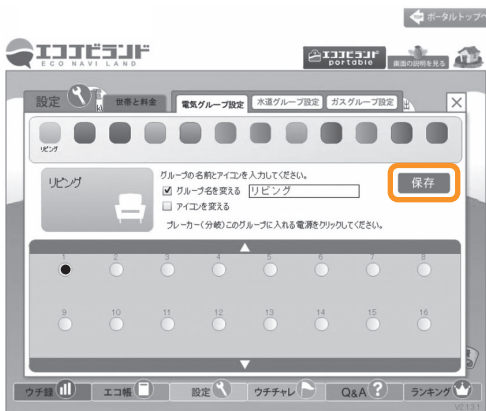 ポータルトップへ
エココビランド
ECO NAVI LAND
エココビランド
portable
画面の説明を見る
設定
世帯と料金
電気グループ設定
水道グループ設定
ガスグループ設定
リビング
リビング
グループの名前とアイコンを入力してください。
グループ名を変える リビング
アイコンを変える
保存
ブレーカー(分岐)このグループに入れる電源をクリックしてください。
1 2 3 4 5 6 7 8
9 10 11 12 13 14 15 16
ウチ録
エコ帳
設定
ウチチャレ
Q&A
ランキング